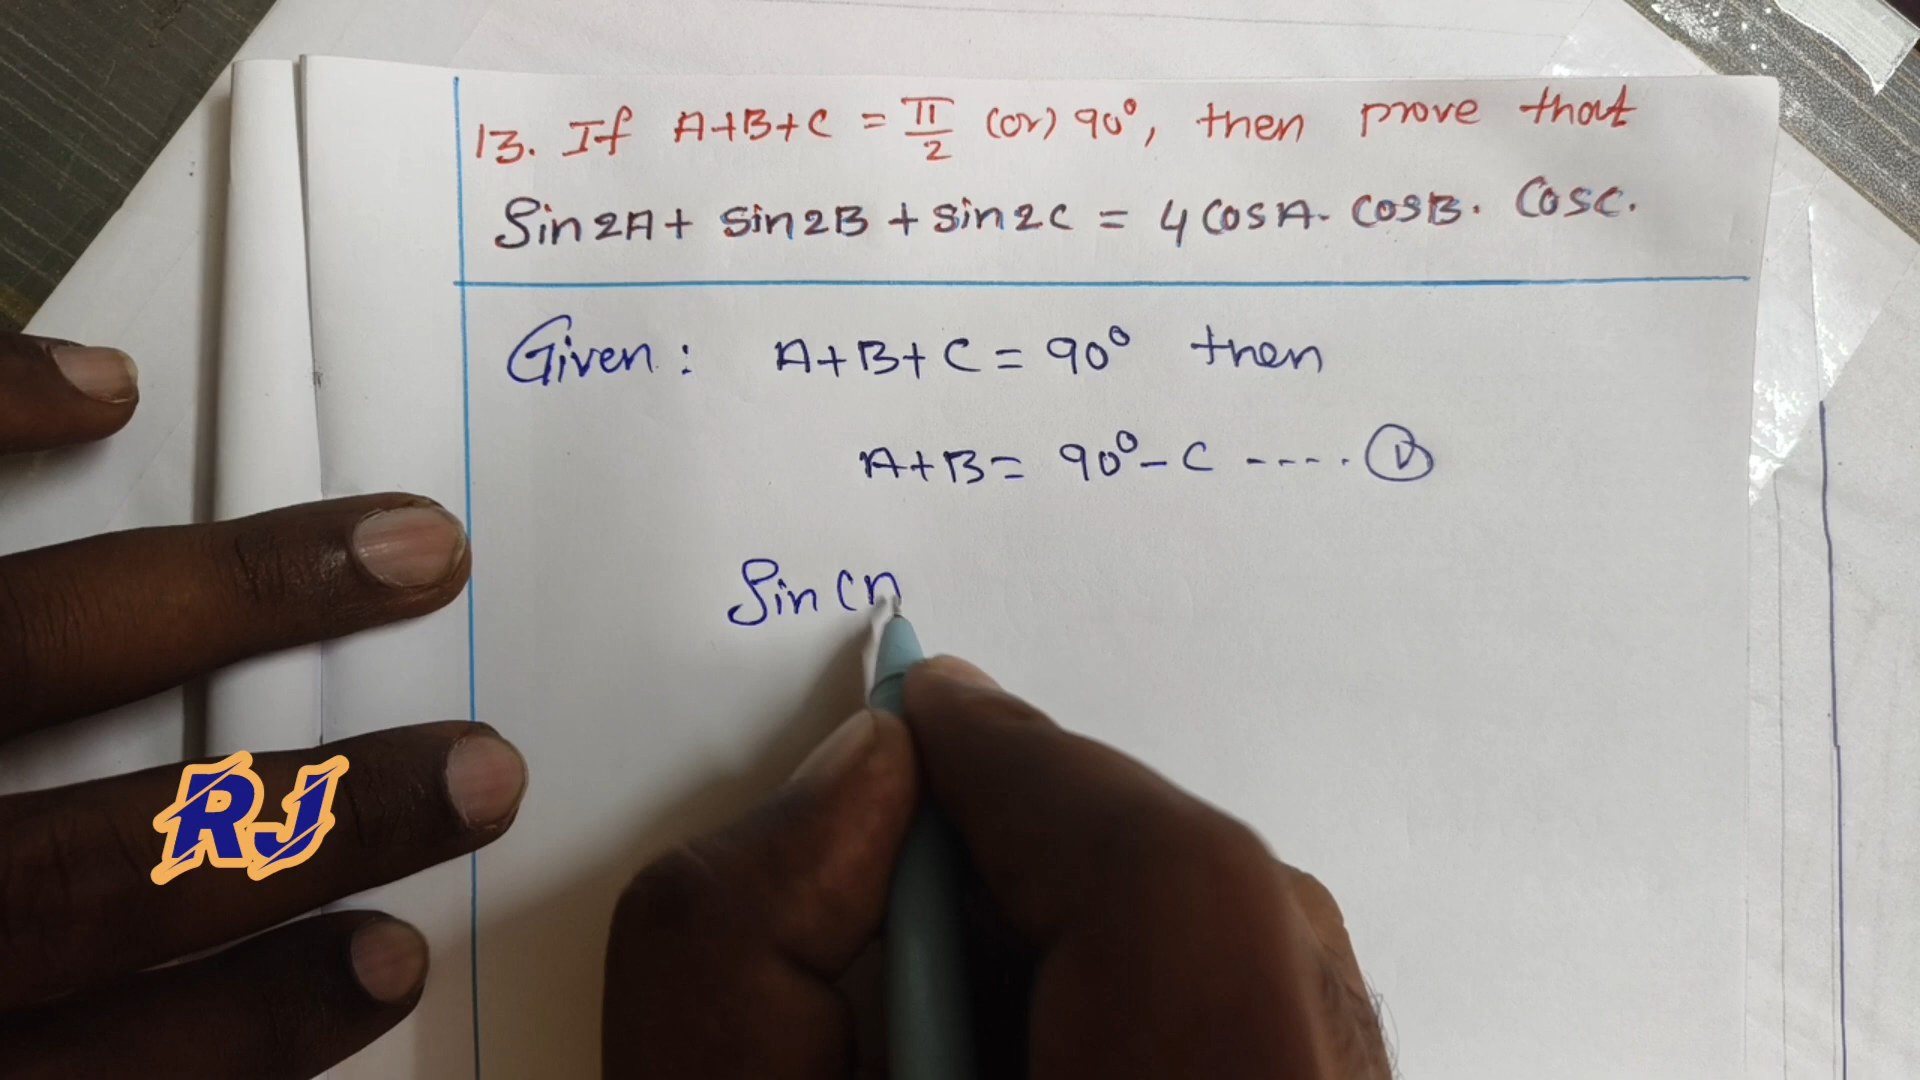 13. If A+B+C = π/2 (or) 90°, then prove that
Sin2A + sin2B + sin2C = 4 cosA. cosB. cosC.
Given : A+B+C = 90° then
A+B = 90° - C ----.
Sin (
RJ